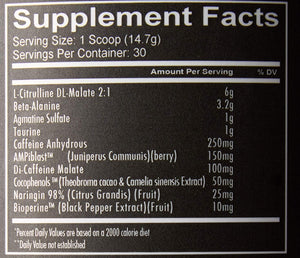 Supplement Facts
Serving Size: 1 Scoop (14.7g)
Servings Per Container: 30
Amount Per Serving % DV
L-Citrulline DL-Malate 2:1 6g
Beta-Alanine 3.2g
Agmatine Sulfate 1g
Taurine 1g
Caffeine Anhydrous 250mg
AMPiblast™ (Juniperus Communis)(berry) 150mg
Di-Caffeine Malate 100mg
Cocophenols™(Theobroma cacao & Camelia sinensis Extract) 50mg
Naringin 98% (Citrus Grandis) (Fruit) 25mg
Bioperine™ (Black Pepper Extract)(Fruit) 10mg
*Percent Daily Values are based on a 2000 calorie diet
**Daily Value not established